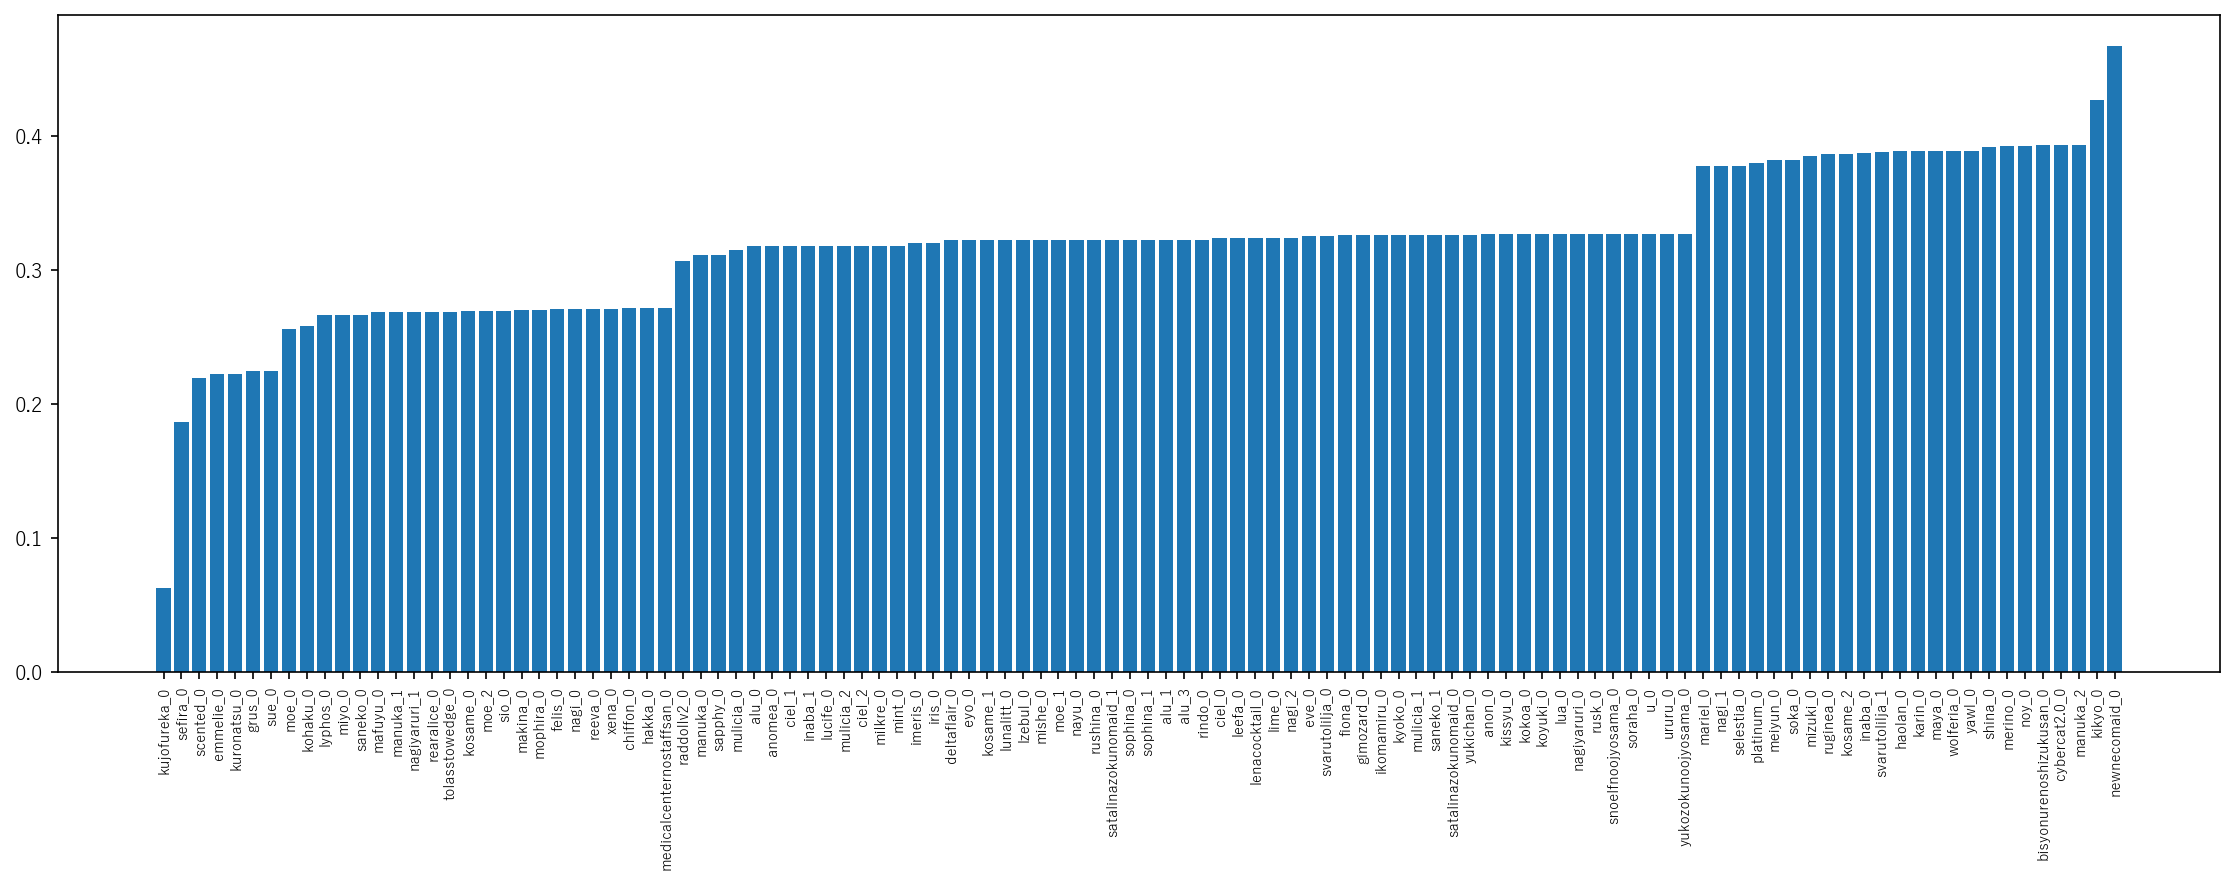 0.4
0.3
0.2
0.1
0.0
kujofureka_0
sefira_0
scented_0
emmelie_0
kuronatsu_0
grus_0
sue_0
moe_0
kohaku_0
lyphos_0
miyo_0
saneko_0
mafuyu_0
manuka_1
nagiyaruri_1
rearalice_0
tolasstowedge_0
kosame_0
moe_2
sio_0
makina_0
mophira_0
felis_0
nagi_0
reeva_0
xena_0
chiffon_0
hakka_0
medicalcenternostaffsan_0
raddollv2_0
manuka_0
sapphy_0
mulicia_0
alu_0
anomea_0
ciel_1
inaba_1
lucife_0
mulicia_2
ciel_2
milkre_0
mint_0
imeris_0
iris_0
deltaflair_0
eyo_0
kosame_1
lunalitt_0
lzebul_0
mishe_0
moe_1
nayu_0
rushina_0
satalinazokunomaid_1
sophina_0
sophina_1
alu_1
alu_3
rindo_0
ciel_0
leefa_0
lenacocktail_0
lime_0
nagi_2
eve_0
svarutolilja_0
fiona_0
gimozard_0
ikomamiru_0
kyoko_0
mulicia_1
saneko_1
satalinazokunomaid_0
yukichan_0
anon_0
kissyu_0
kokoa_0
koyuki_0
lua_0
nagiyaruri_0
rusk_0
snoelfnoojyosama_0
soraha_0
u_0
ururu_0
yukozokunoojyosama_0
mariel_0
nagi_1
selestia_0
platinum_0
meiyun_0
soka_0
mizuki_0
ruginea_0
kosame_2
inaba_0
svarutolilja_1
haolan_0
karin_0
maya_0
wolferia_0
yawl_0
shina_0
merino_0
noy_0
bisyonurenoshizukusan_0
cybercat2.0_0
manuka_2
kikyo_0
newnecomaid_0